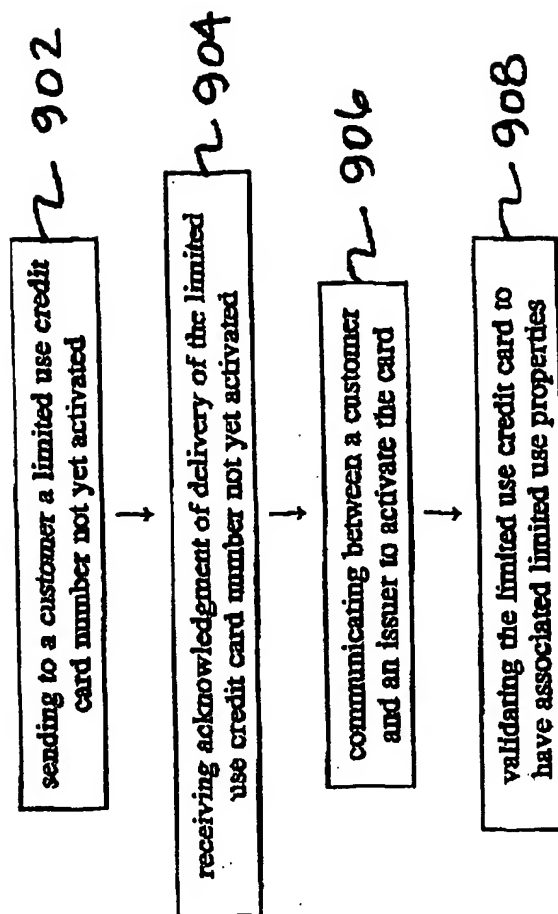 sending to a customer a limited use credit
card number not yet activated
902
receiving acknowledgment of delivery of the limited
use credit card number not yet activated
904
communicating between a customer
and an issuer to activate the card
906
validating the limited use credit card to
have associated limited use properties
908